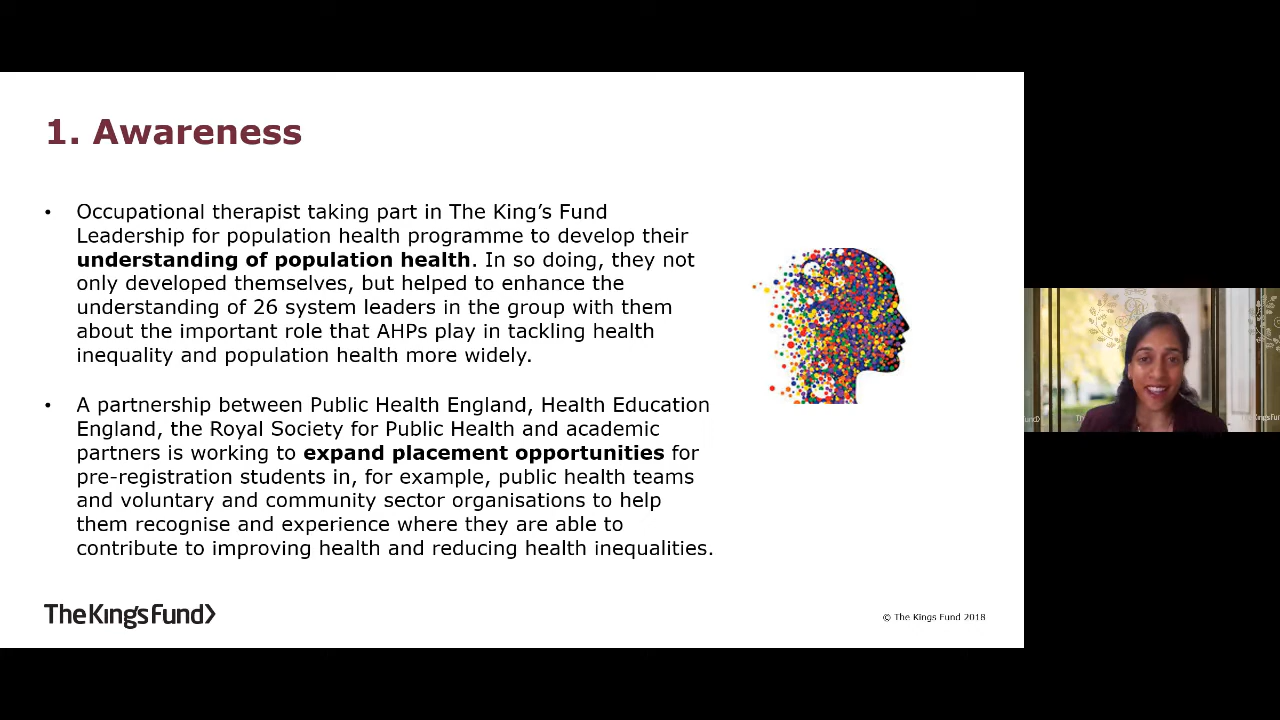 1. Awareness
• Occupational therapist taking part in The King's Fund
Leadership for population health programme to develop their
understanding of population health. In so doing, they not
only developed themselves, but helped to enhance the
understanding of 26 system leaders in the group with them
about the important role that AHPs play in tackling health
inequality and population health more widely.
• A partnership between Public Health England, Health Education
England, the Royal Society for Public Health and academic
partners is working to expand placement opportunities for
pre-registration students in, for example, public health teams
and voluntary and community sector organisations to help
them recognise and experience where they are able to
contribute to improving health and reducing health inequalities.
TheKing'sFund
© The Kings Fund 2018